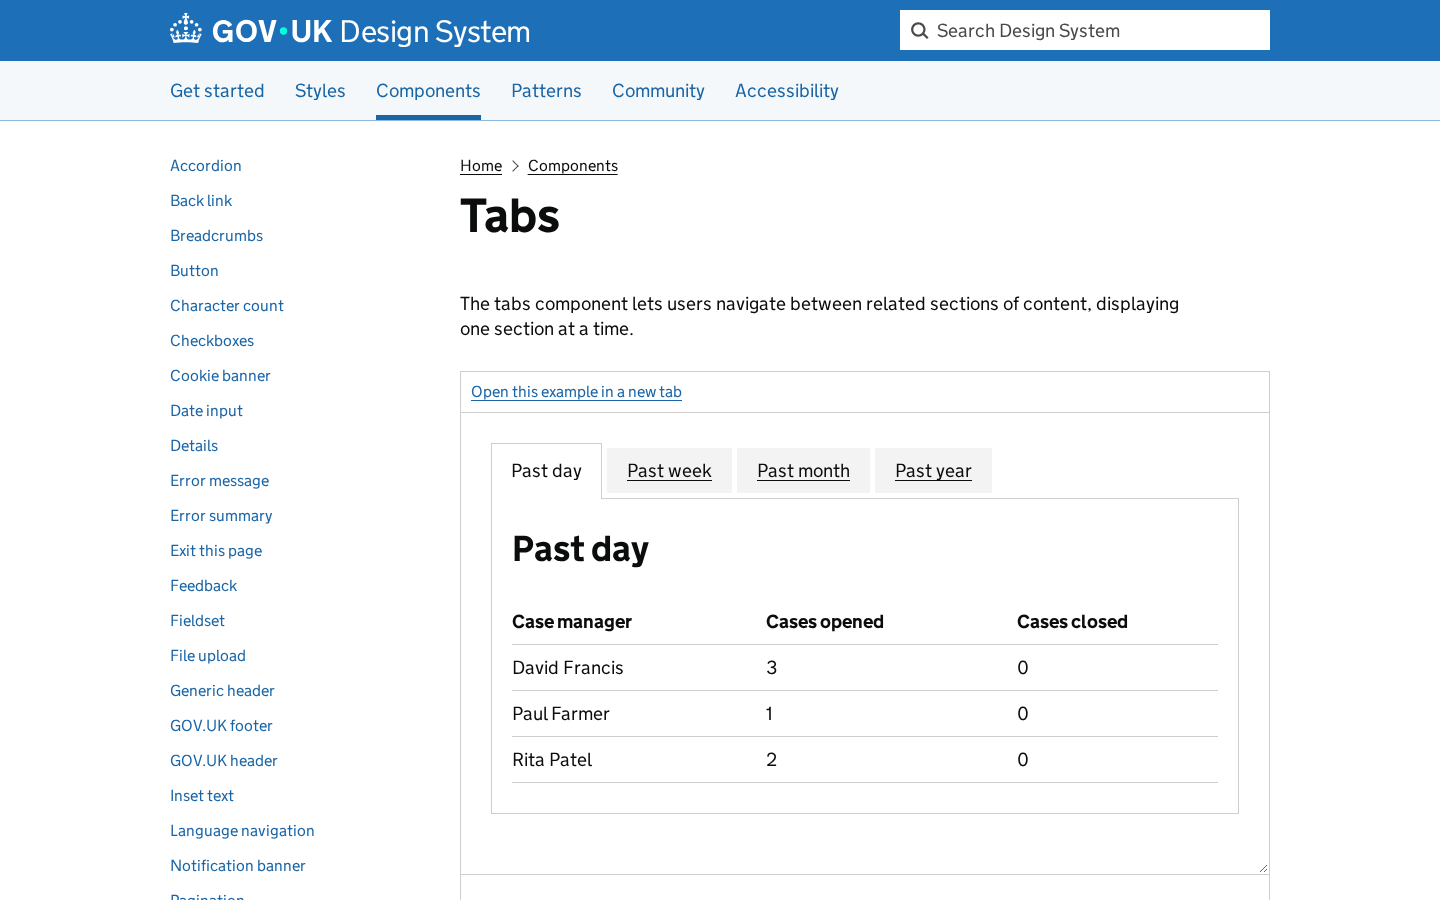 GOV•UK Design System
Search Design System
Get started Styles Components Patterns Community Accessibility
Accordion
Back link
Breadcrumbs
Button
Character count
Checkboxes
Cookie banner
Date input
Details
Error message
Error summary
Exit this page
Feedback
Fieldset
File upload
Generic header
GOV.UK footer
GOV.UK header
Inset text
Language navigation
Notification banner
Pagination
Home Components
Tabs
The tabs component lets users navigate between related sections of content, displaying
one section at a time.
Open this example in a new tab
Past day Past week Past month Past year
Past day
Case manager Cases opened Cases closed
David Francis 3 0
Paul Farmer 1 0
Rita Patel 2 0